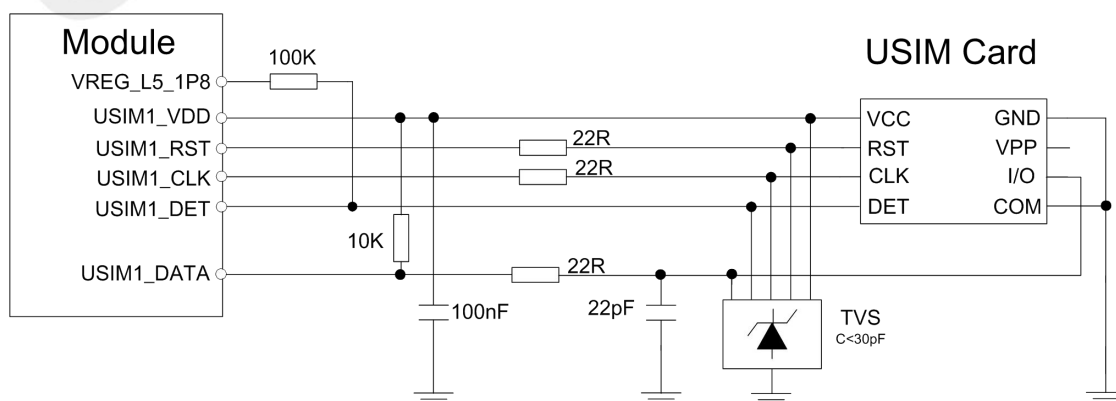 Module
USIM Card
100K
VREG_L5_1P8
USIM1_VDD
USIM1_RST
USIM1_CLK
USIM1_DET
USIM1_DATA
22R
22R
10K
22R
100nF
22pF
TVS
C<30pF
VCC
GND
RST
VPP
CLK
I/O
DET
COM